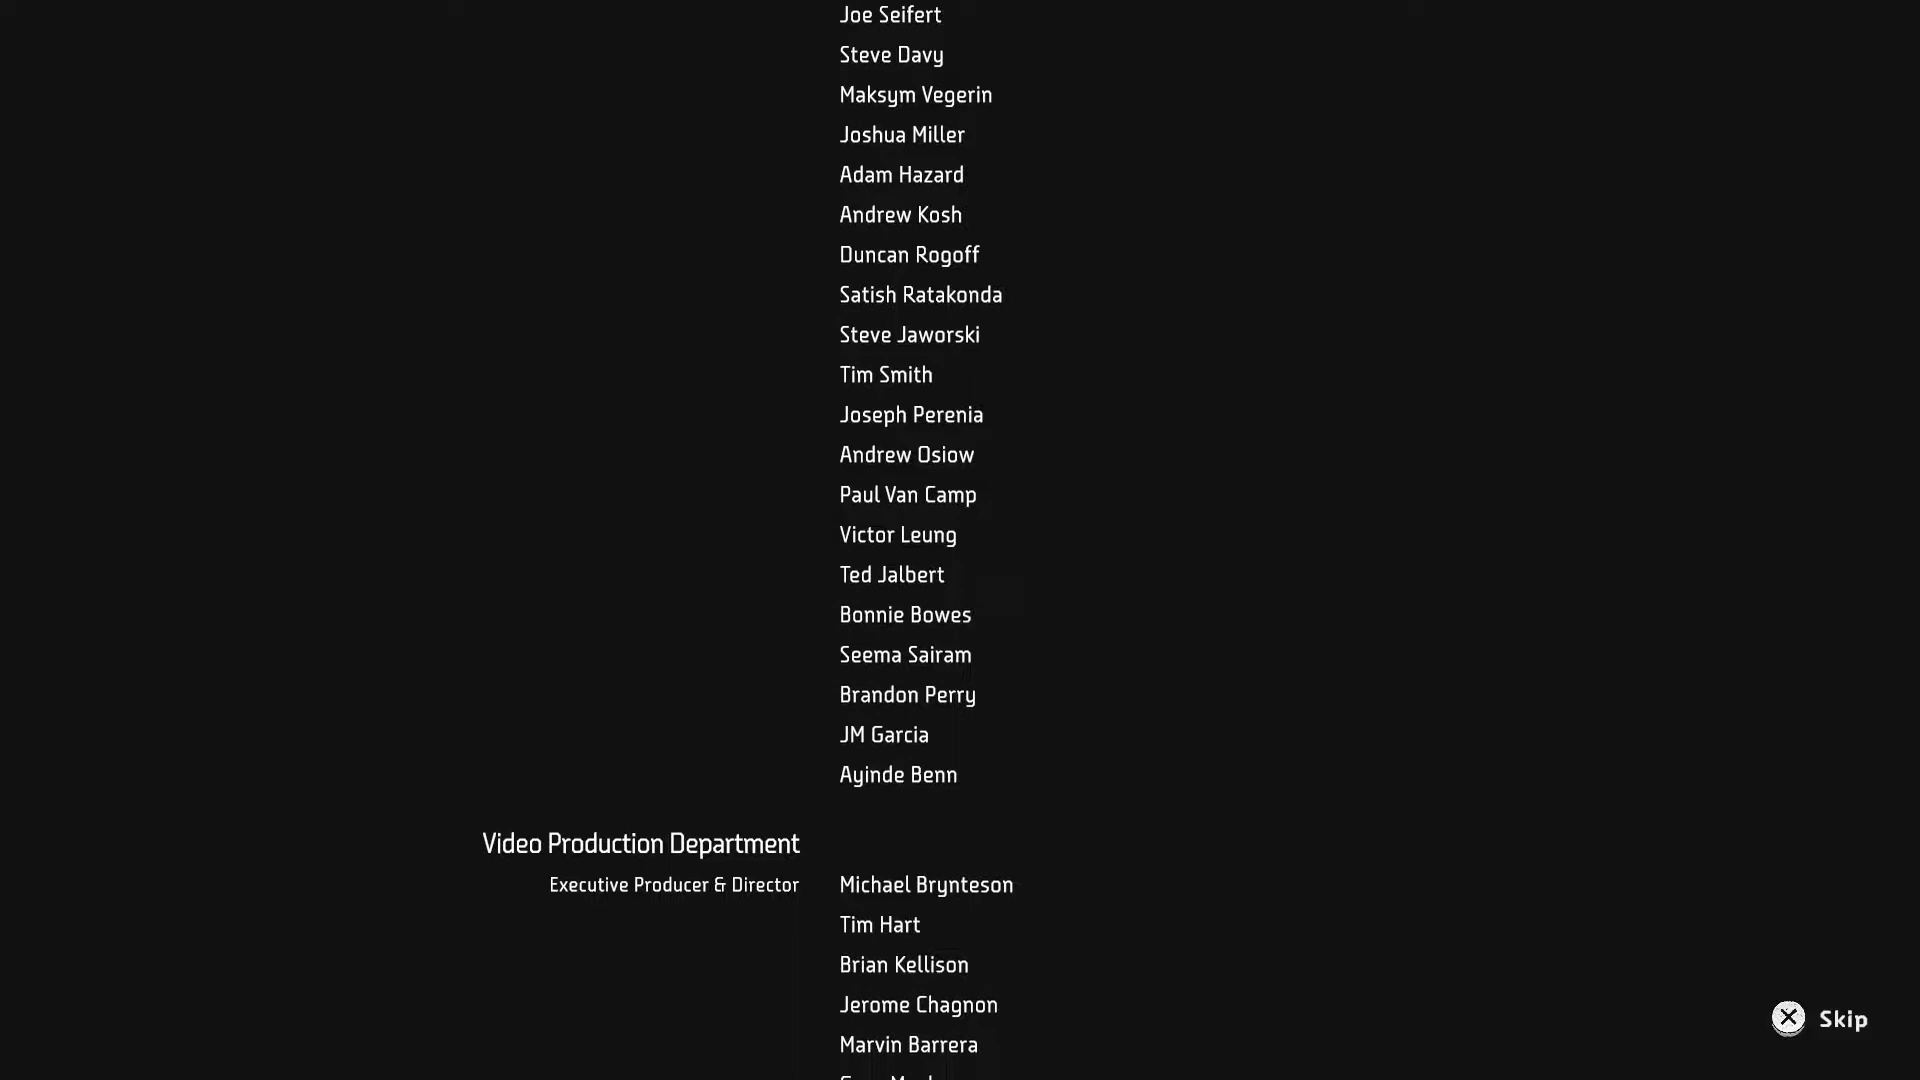 Joe Seifert
Steve Davy
Maksym Vegerin
Joshua Miller
Adam Hazard
Andrew Kosh
Duncan Rogoff
Satish Ratakonda
Steve Jaworski
Tim Smith
Joseph Perenia
Andrew Osiow
Paul Van Camp
Victor Leung
Ted Jalbert
Bonnie Bowes
Seema Sairam
Brandon Perry
JM Garcia
Ayinde Benn
Video Production Department
Executive Producer & Director Michael Brynteson
Tim Hart
Brian Kellison
Jerome Chagnon
Marvin Barrera
Skip